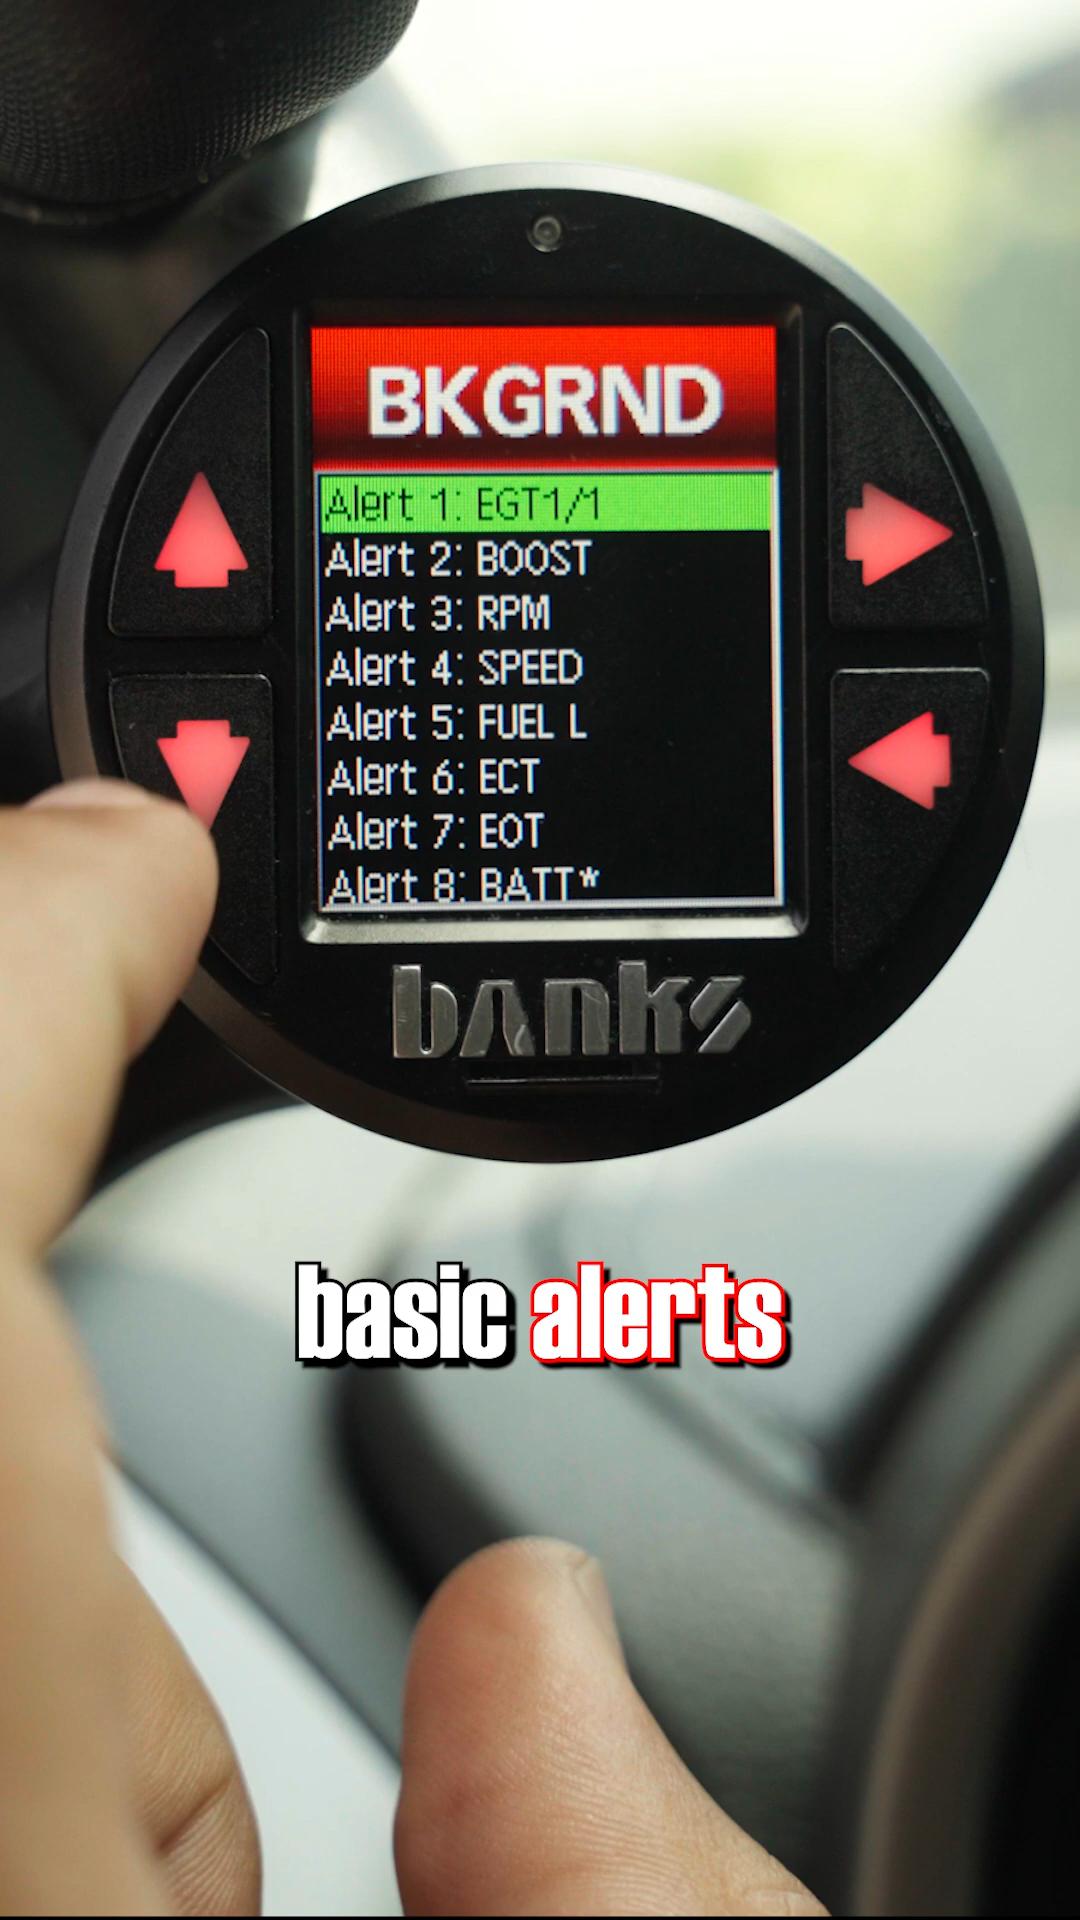 BKGRND
Alert 1: EGT1/1
Alert 2: BOOST
Alert 3: RPM
Alert 4: SPEED
Alert 5: FUEL L
Alert 6: ECT
Alert 7: EOT
Alert 8: BATT*
banks
basic alerts